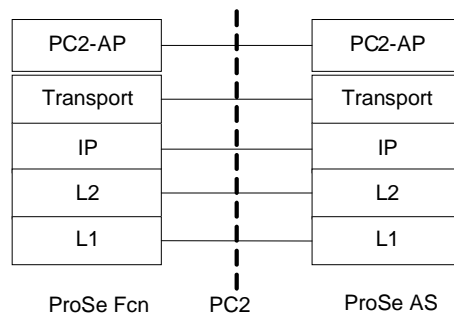 PC2-AP PC2-AP
Transport Transport
IP IP
L2 L2
L1 L1
ProSe Fcn PC2 ProSe AS